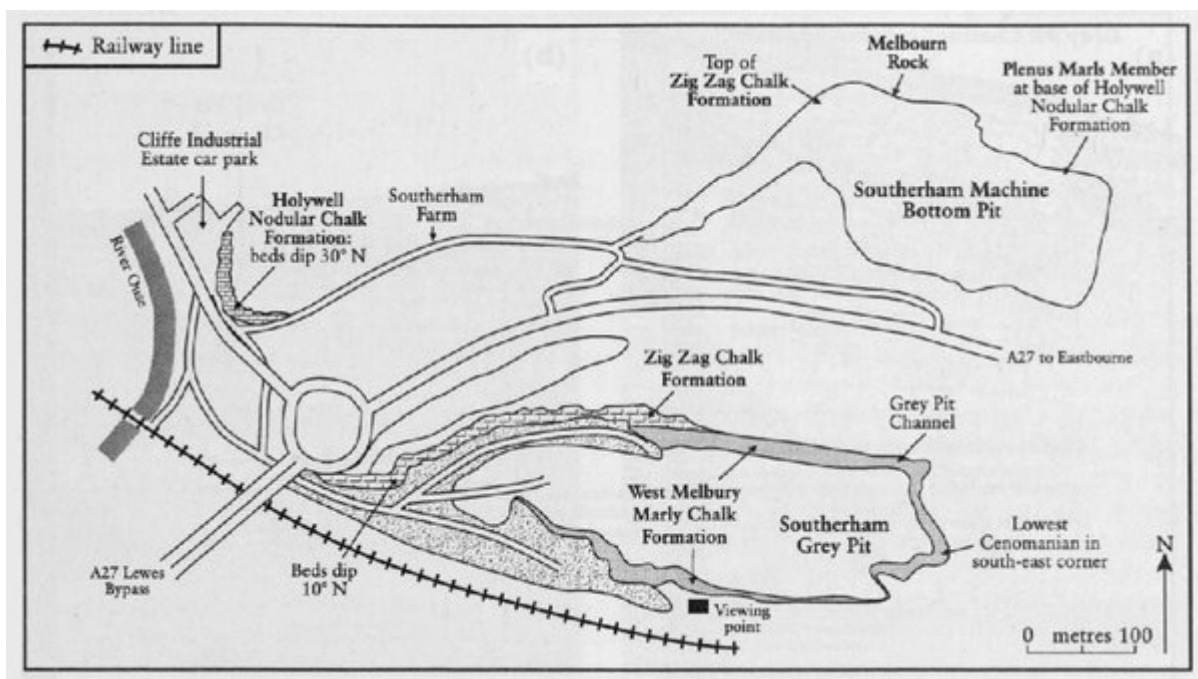 Railway line
Top of
Zig Zag Chalk
Formation
Melbourn
Rock
Plenus Marls Member
at base of Holywell
Nodular Chalk
Formation
Cliffe Industrial
Estate car park
Holywell
Nodular Chalk
Formation:
beds dip 30° N
Southerham
Farm
Southerham Machine
Bottom Pit
River Ouse
A27 to Eastbourne
Zig Zag Chalk
Formation
Grey Pit
Channel
West Melbury
Marly Chalk
Formation
Southerham
Grey Pit
Lowest
Cenomanian in
south-east corner
N
A27 Lewes
Bypass
Beds dip
10° N
Viewing
point
0 metres 100